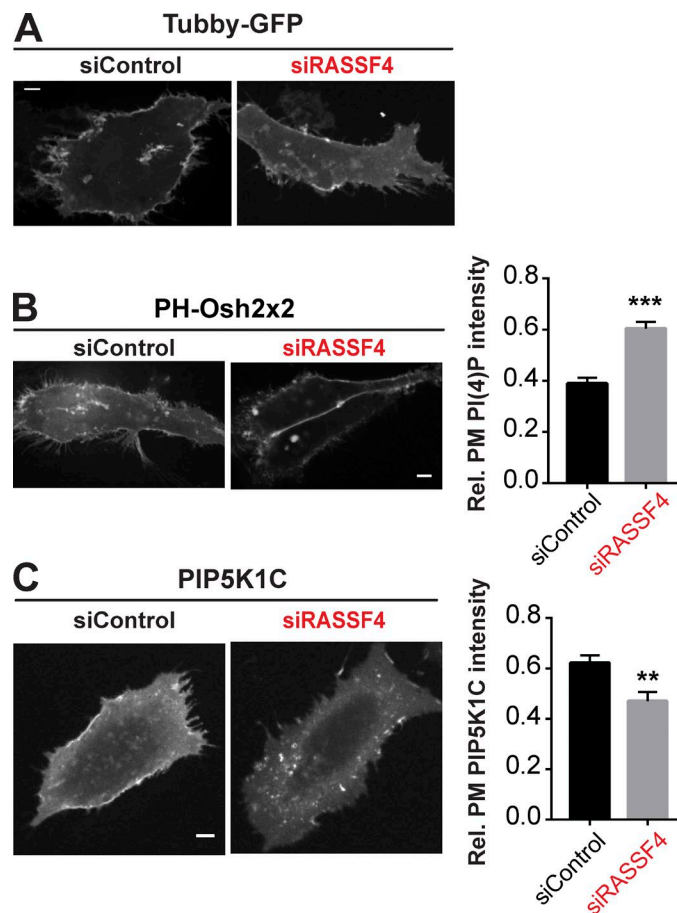 A
Tubby-GFP
siControl siRASSF4
B
PH-Osh2x2
siControl siRASSF4
Rel. PM PI(4)P intensity
0.8
***
0.6
0.4
0.2
0.0
siControl siRASSF4
C
PIP5K1C
siControl siRASSF4
Rel. PM PIP5K1C intensity
0.8
0.6
**
0.4
0.2
0.0
siControl siRASSF4